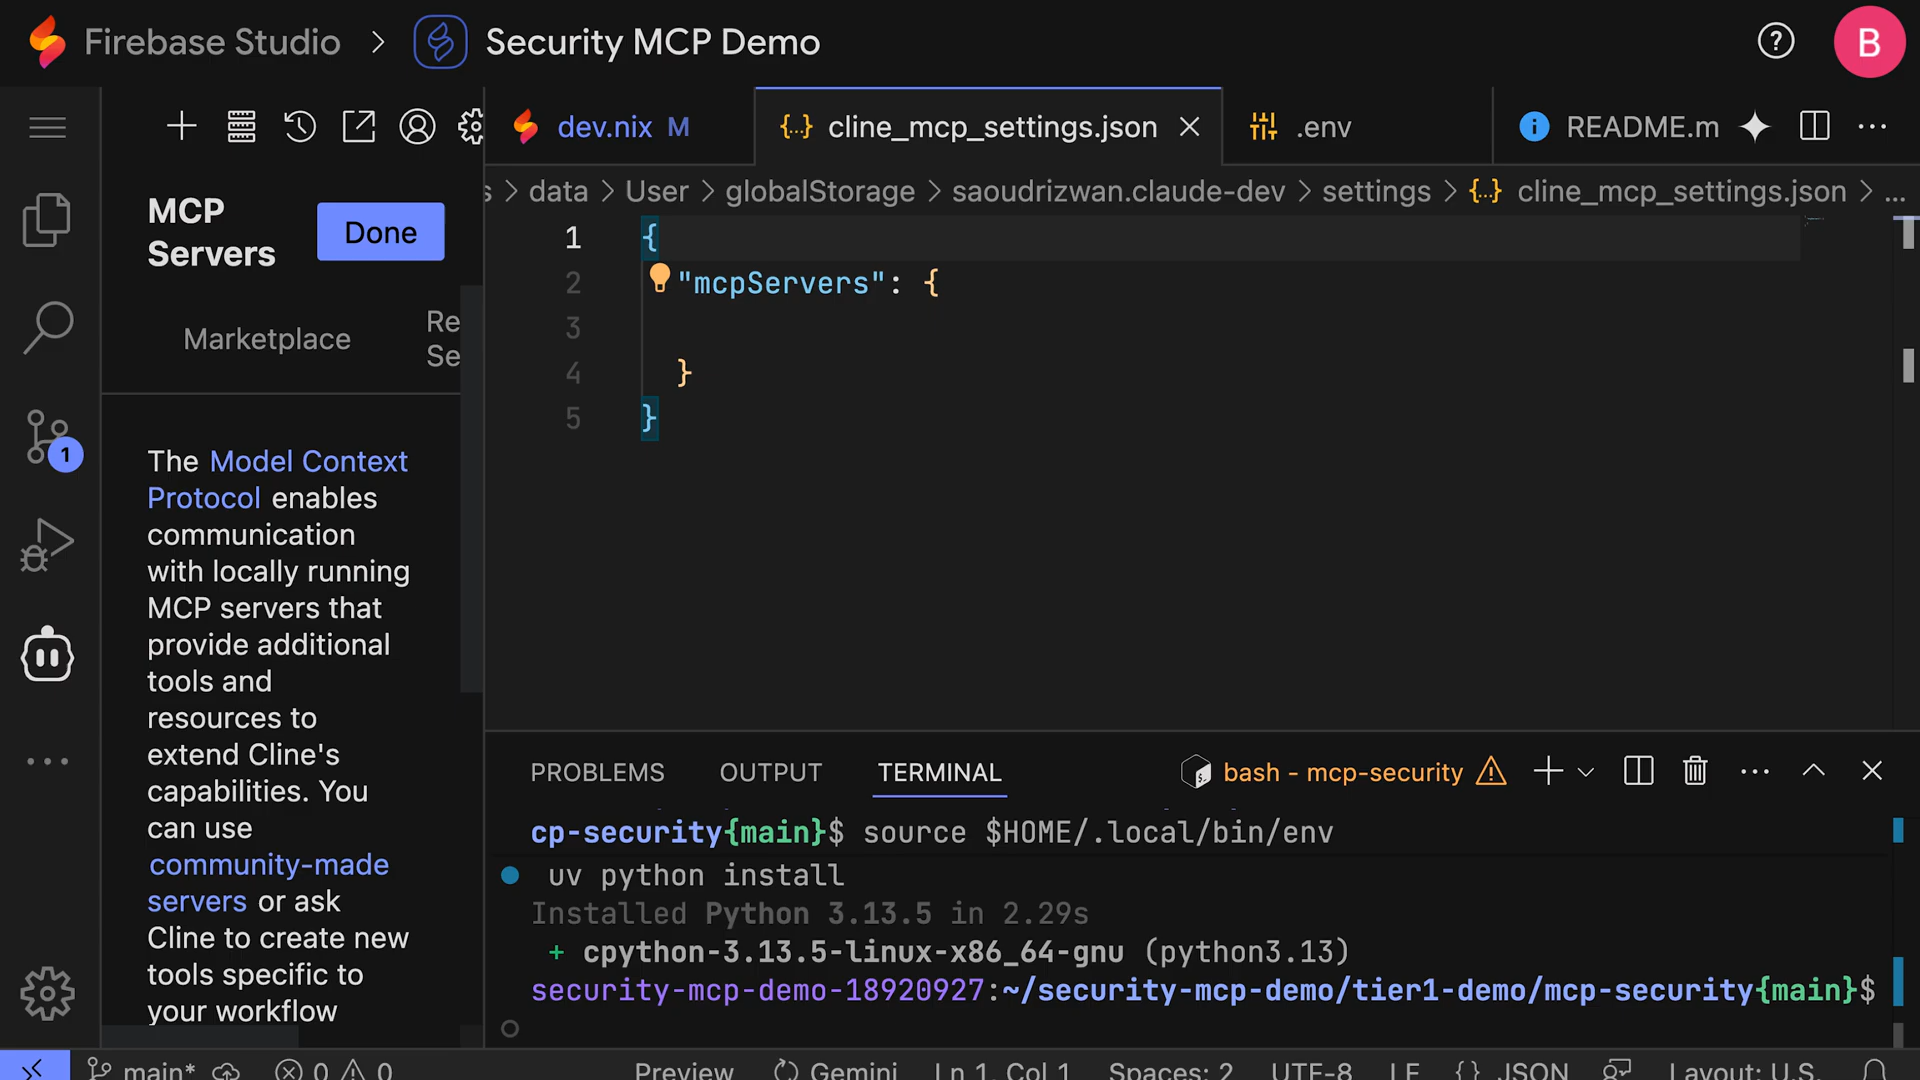 Firebase Studio > Security MCP Demo
B
dev.nix M
cline_mcp_settings.json
.env
README.m
data > User > globalStorage > saoudrizwan.claude-dev > settings > {..} cline_mcp_settings.json > ...
MCP
Servers
Done
Marketplace
Re
Se
The Model Context
Protocol enables
communication
with locally running
MCP servers that
provide additional
tools and
resources to
extend Cline's
capabilities. You
can use
community-made
servers or ask
Cline to create new
tools specific to
your workflow
1
1 {
2 "mcpServers": {
3
4 }
5 }
PROBLEMS OUTPUT TERMINAL
bash - mcp-security
cp-security{main}$ source $HOME/.local/bin/env
uv python install
Installed Python 3.13.5 in 2.29s
+ cpython-3.13.5-linux-x86_64-gnu (python3.13)
security-mcp-demo-18920927:~/security-mcp-demo/tier1-demo/mcp-security{main}$
main* 0 0 Preview Gemini Ln 1, Col 1 Spaces: 2 UTF-8 LF {} JSON Layout: U.S.